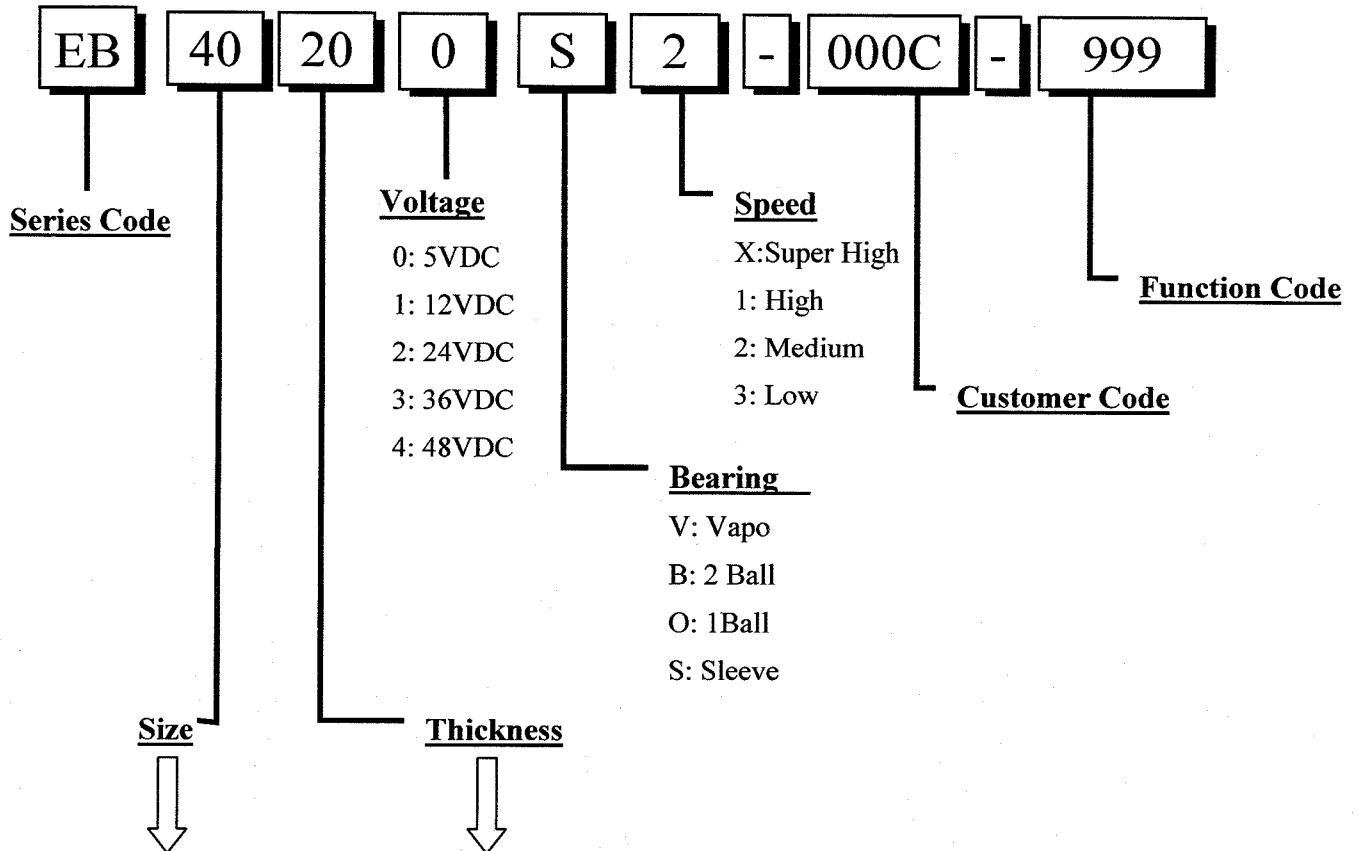 EB 40 20 0 S 2 - 000C - 999
Series Code
Voltage
0: 5VDC
1: 12VDC
2: 24VDC
3: 36VDC
4: 48VDC
Speed
X:Super High
1: High
2: Medium
3: Low
Function Code
Customer Code
Bearing
V: Vapo
B: 2 Ball
O: 1Ball
S: Sleeve
Size
Thickness